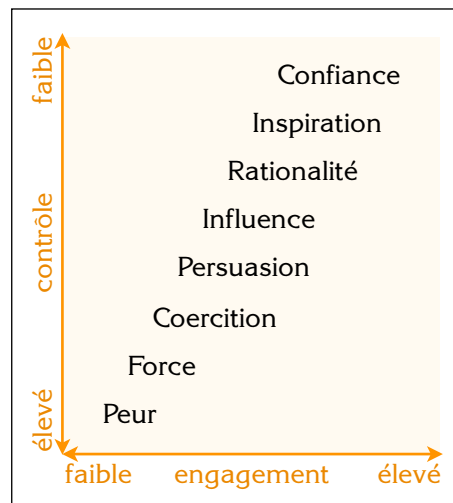 faible
contrôle
élevé
Confiance
Inspiration
Rationalité
Influence
Persuasion
Coercition
Force
Peur
faible engagement élevé